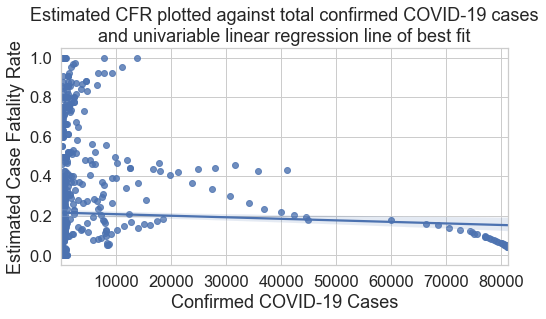 Estimated CFR plotted against total confirmed COVID-19 cases
and univariable linear regression line of best fit
Estimated Case Fatality Rate
1.0
0.8
0.6
0.4
0.2
0.0
10000 20000 30000 40000 50000 60000 70000 80000
Confirmed COVID-19 Cases